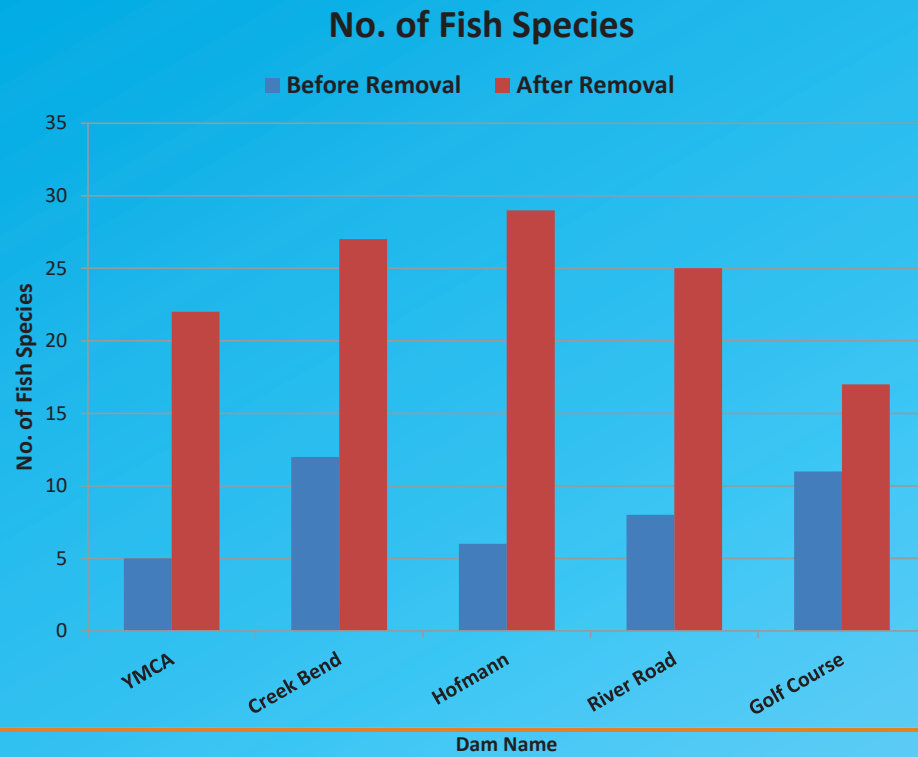 No. of Fish Species
Before Removal After Removal
35
30
25
20
15
10
5
0
No. of Fish Species
YMCA
Creek Bend
Hofmann
River Road
Golf Course
Dam Name